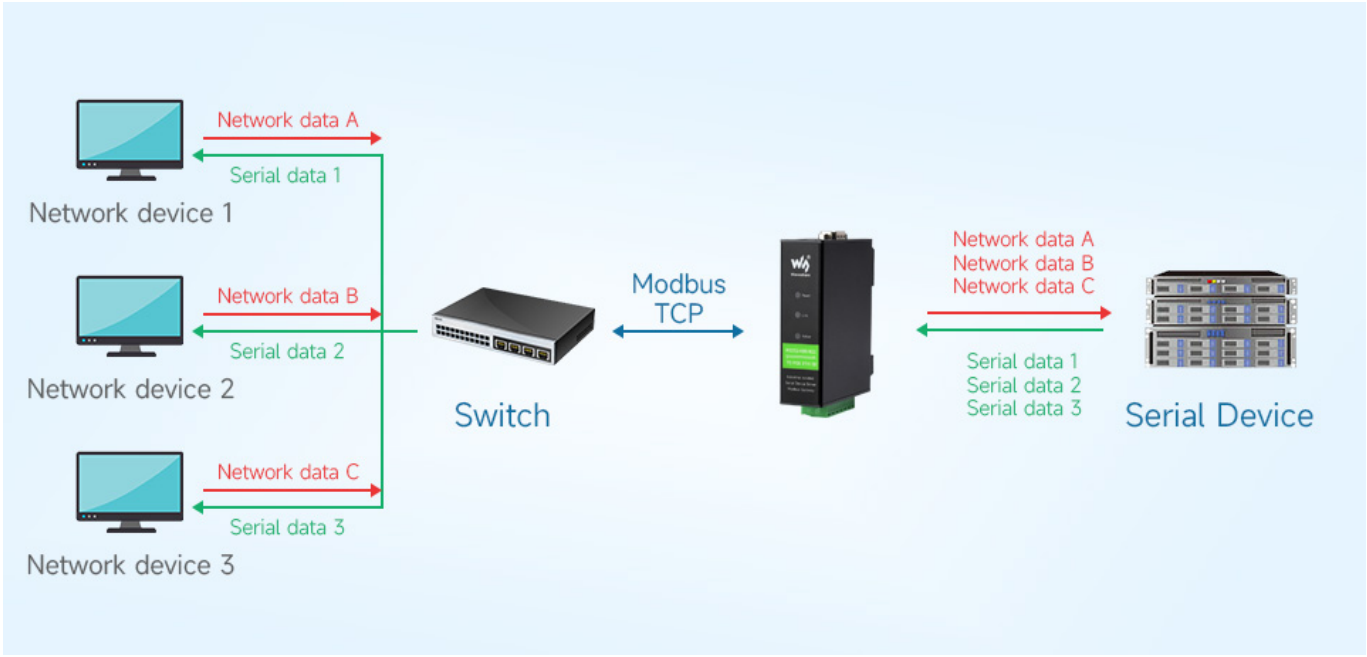 Network data A
Serial data 1
Network device 1
Network data B
Serial data 2
Network device 2
Network data C
Serial data 3
Network device 3
Switch
Modbus
TCP
Network data A
Network data B
Network data C
Serial data 1
Serial data 2
Serial data 3
Serial Device